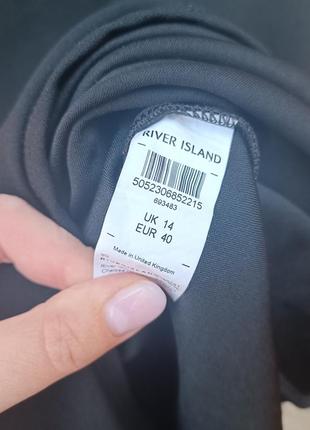 RIVER ISLAND
5052306852215
693483
UK 14
EUR 40
Made in United Kingdom